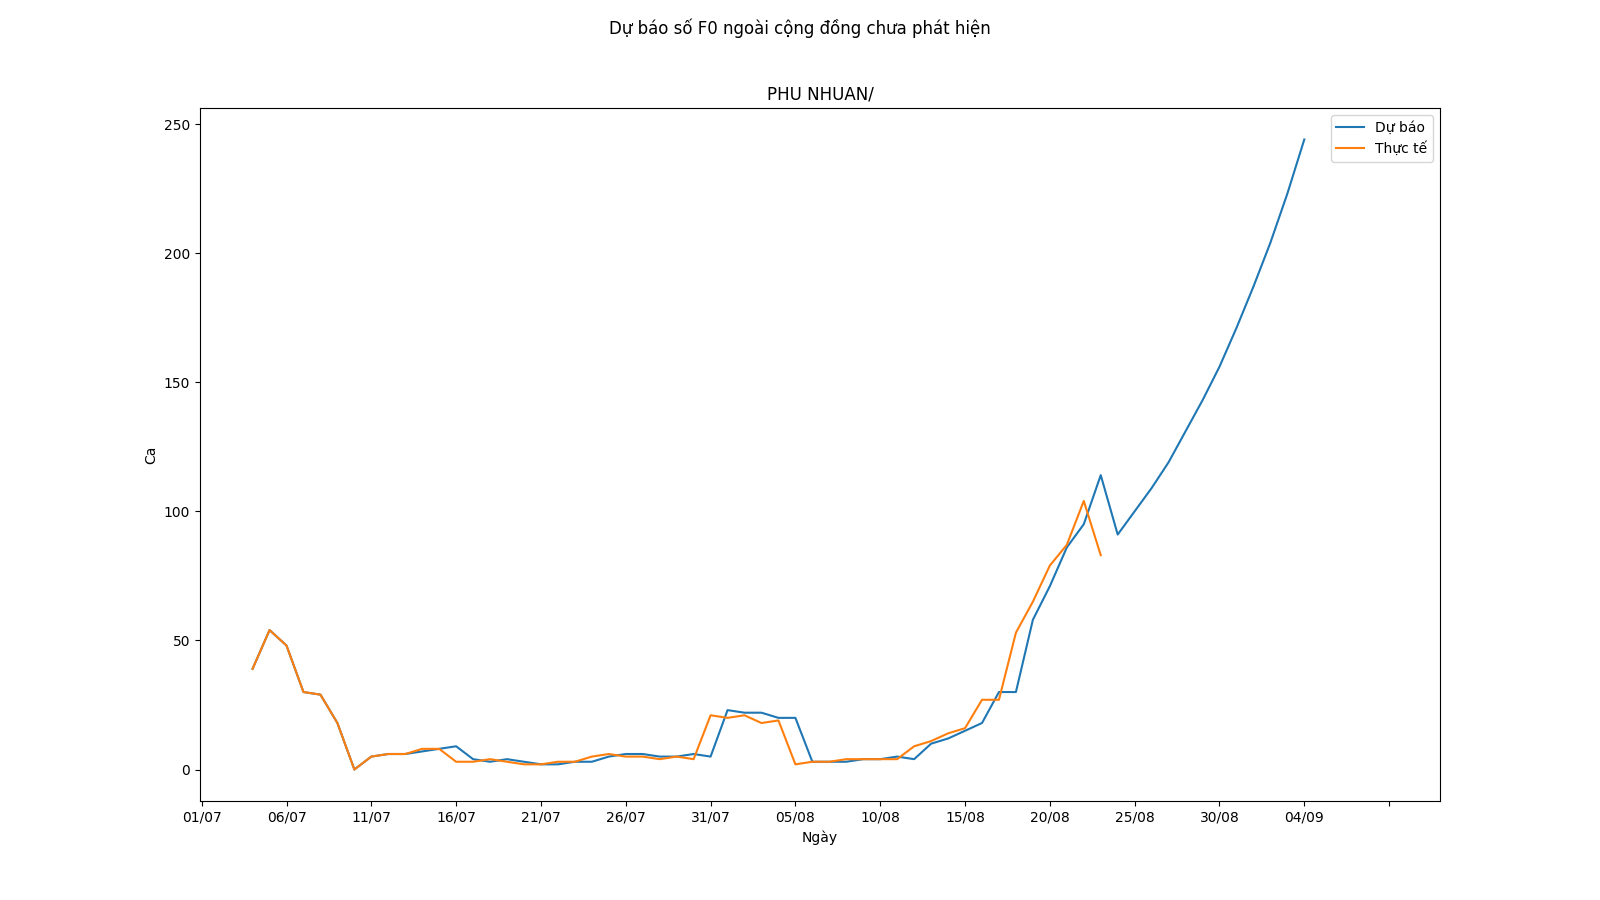 Dự báo số F0 ngoài cộng đồng chưa phát hiện
PHU NHUAN/
Dự báo
Thực tế
250
200
150
100
50
0
Ca
01/07 06/07 11/07 16/07 21/07 26/07 31/07 05/08 10/08 15/08 20/08 25/08 30/08 04/09
Ngày